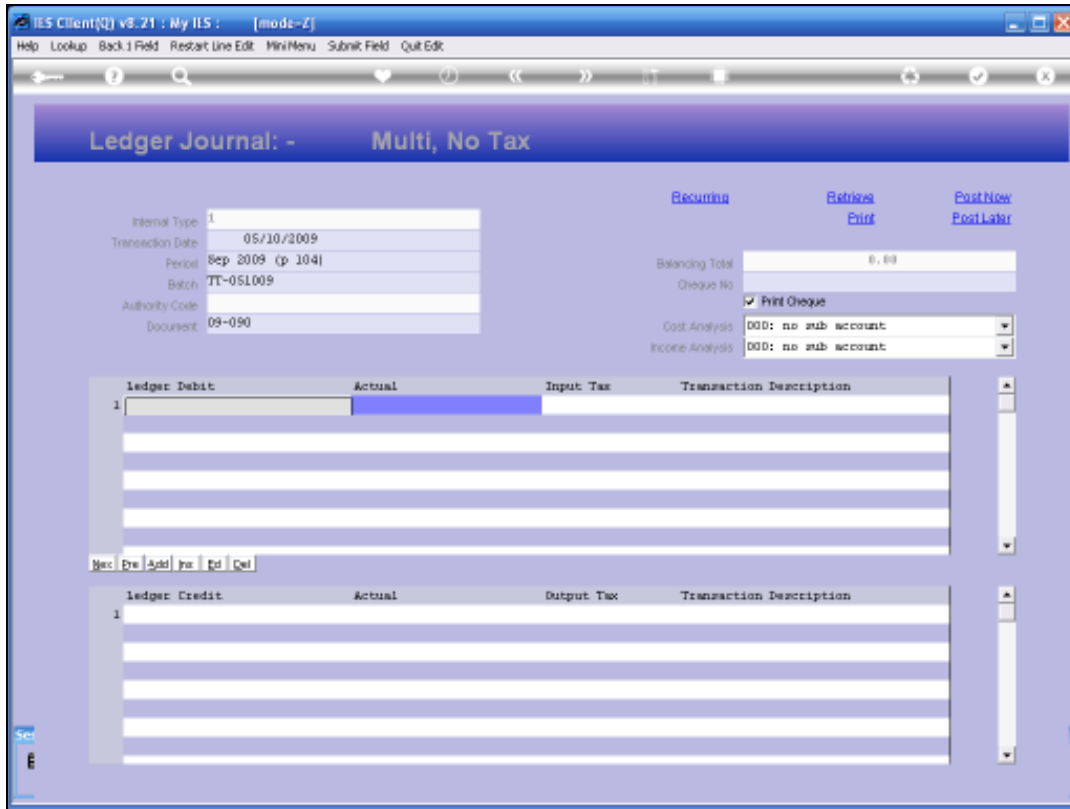 IES Client(Q) v8.21 : My IES : [mode-Z]
Help Lookup Back 1 Field Restart Line Edit MiniMenu Submit Field Quit Edit
Ledger Journal: - Multi, No Tax
Recurring Retrieve Post Now
Print Post Later
Internal Type 1
Transaction Date 05/10/2009
Period Sep 2009 (p 104)
Batch TT-051009
Authority Code
Document 09-090
Balancing Total 0.00
Cheque No
Print Cheque
Cost Analysis 000: no sub account
Income Analysis 000: no sub account
Ledger Debit Actual Input Tax Transaction Description
1
Nex Pre Add Ins Ed Del
Ledger Credit Actual Output Tax Transaction Description
1